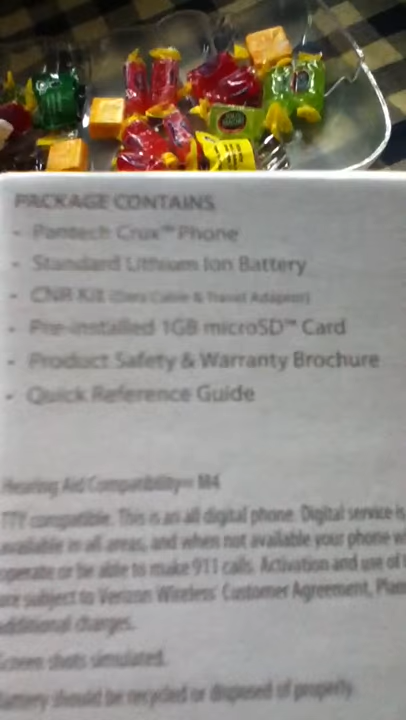 PACKAGE CONTAINS
- Pantech Crux™ Phone
- Standard Lithium Ion Battery
- CNR Kit (Data Cable & Travel Adapter)
- Pre-installed 1GB microSD™ Card
- Product Safety & Warranty Brochure
- Quick Reference Guide
Hearing Aid Compatibility= M4
TTY compatible. This is an all digital phone. Digital service is
available in all areas, and when not available your phone w
operate or be able to make 911 calls. Activation and use of
are subject to Verizon Wireless' Customer Agreement, Plan
additional charges.
Screen shots simulated.
Battery should be recycled or disposed of properly.